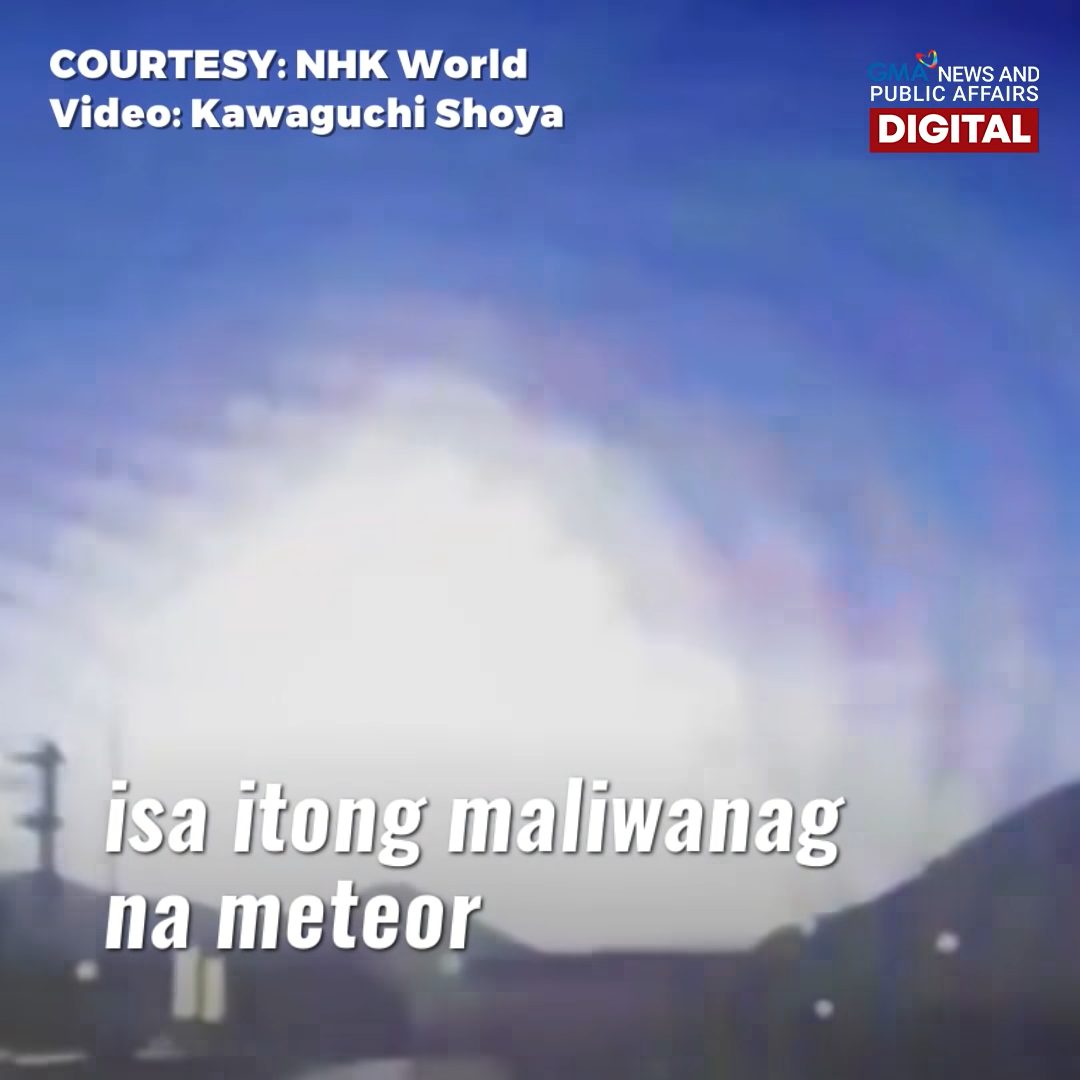 COURTESY: NHK World
Video: Kawaguchi Shoya
GMA NEWS AND
PUBLIC AFFAIRS
DIGITAL
isa itong maliwanag
na meteor